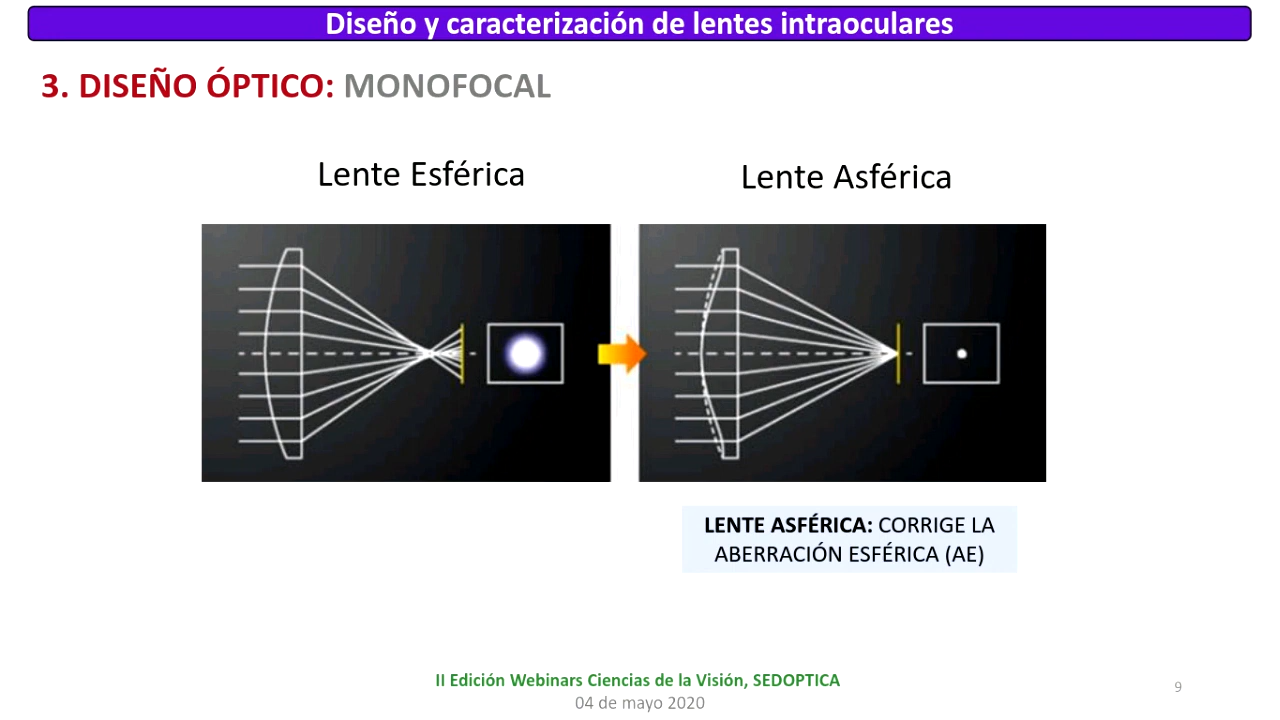 Diseño y caracterización de lentes intraoculares
3. DISEÑO ÓPTICO: MONOFOCAL
Lente Esférica
Lente Asférica
LENTE ASFÉRICA: CORRIGE LA
ABERRACIÓN ESFÉRICA (AE)
II Edición Webinars Ciencias de la Visión, SEDOPTICA
04 de mayo 2020
9